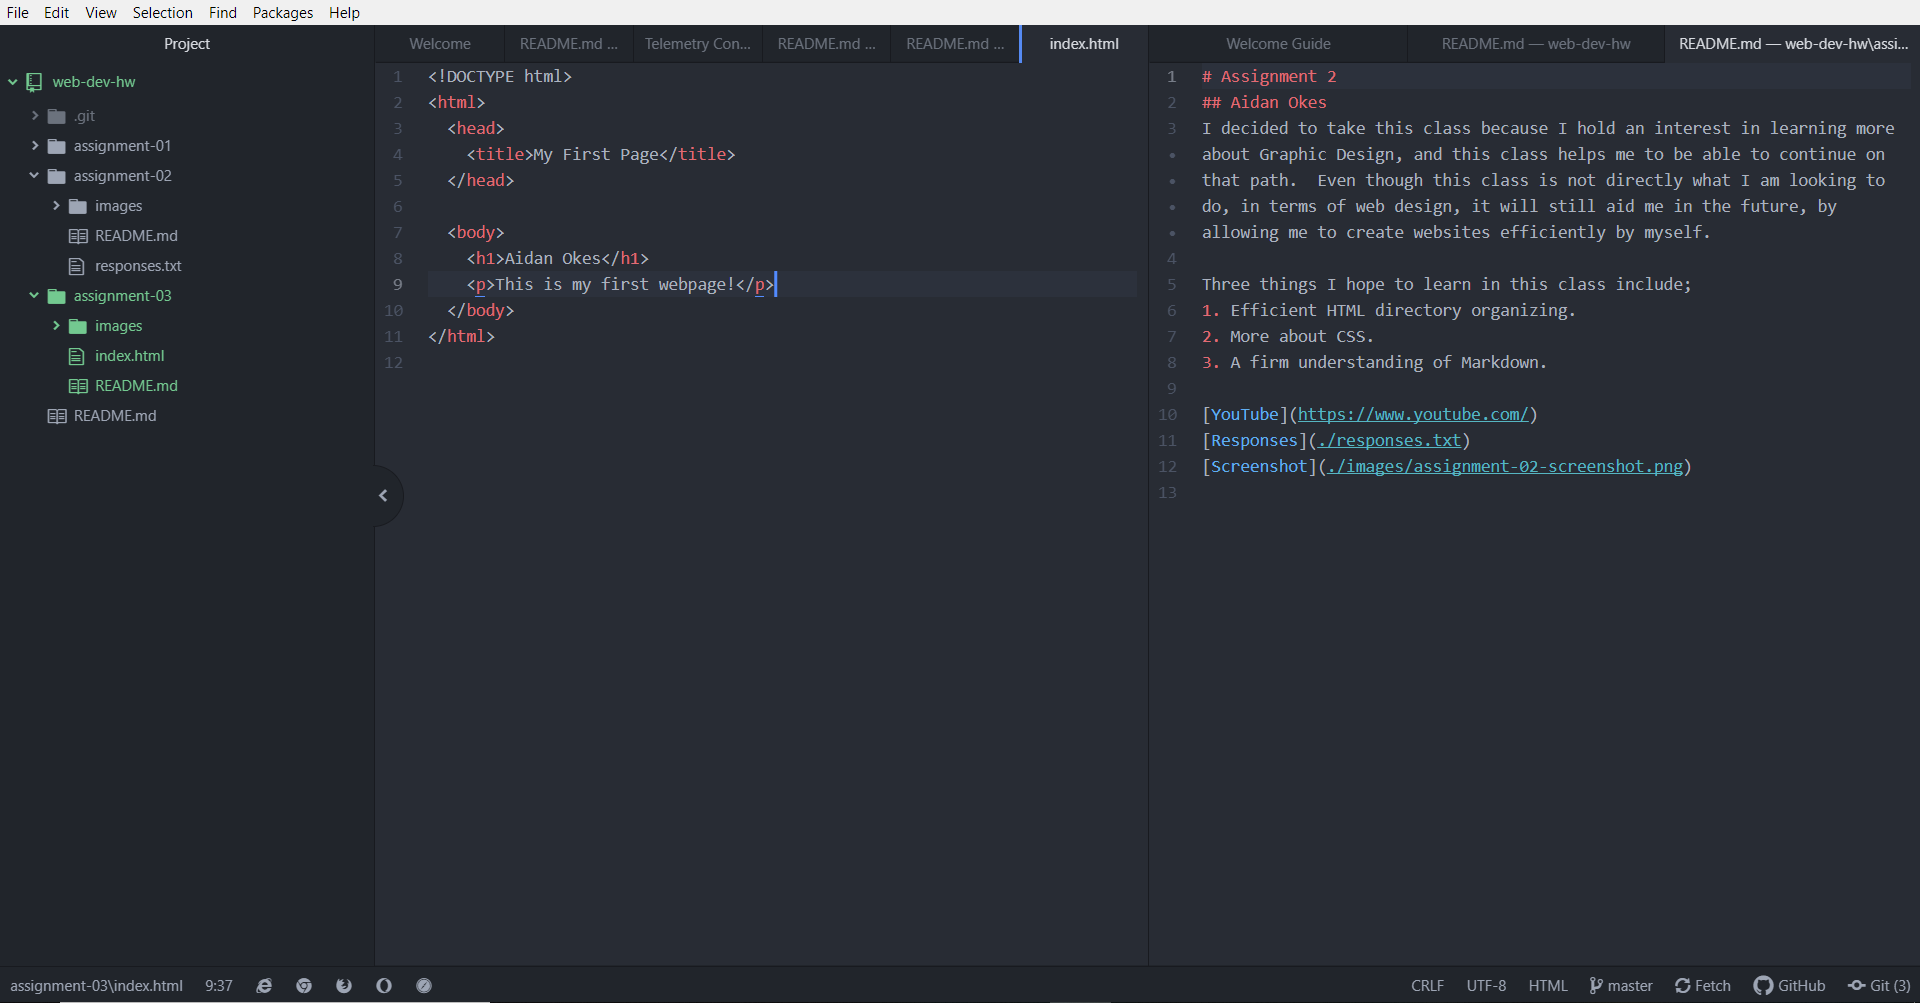 File Edit View Selection Find Packages Help
Project
web-dev-hw
.git
assignment-01
assignment-02
images
README.md
responses.txt
assignment-03
images
index.html
README.md
README.md
Welcome README.md ... Telemetry Con... README.md ... README.md ... index.html
1 <!DOCTYPE html>
2 <html>
3 <head>
4 <title>My First Page</title>
5 </head>
6
7 <body>
8 <h1>Aidan Okes</h1>
9 <p>This is my first webpage!</p>
10 </body>
11 </html>
12
Welcome Guide README.md — web-dev-hw README.md — web-dev-hw\assi...
1 # Assignment 2
2 ## Aidan Okes
3 I decided to take this class because I hold an interest in learning more
• about Graphic Design, and this class helps me to be able to continue on
• that path.  Even though this class is not directly what I am looking to
• do, in terms of web design, it will still aid me in the future, by
• allowing me to create websites efficiently by myself.
4
5 Three things I hope to learn in this class include;
6 1. Efficient HTML directory organizing.
7 2. More about CSS.
8 3. A firm understanding of Markdown.
9
10 [YouTube](https://www.youtube.com/)
11 [Responses](./responses.txt)
12 [Screenshot](./images/assignment-02-screenshot.png)
13
assignment-03\index.html 9:37 CRLF UTF-8 HTML master Fetch GitHub Git (3)